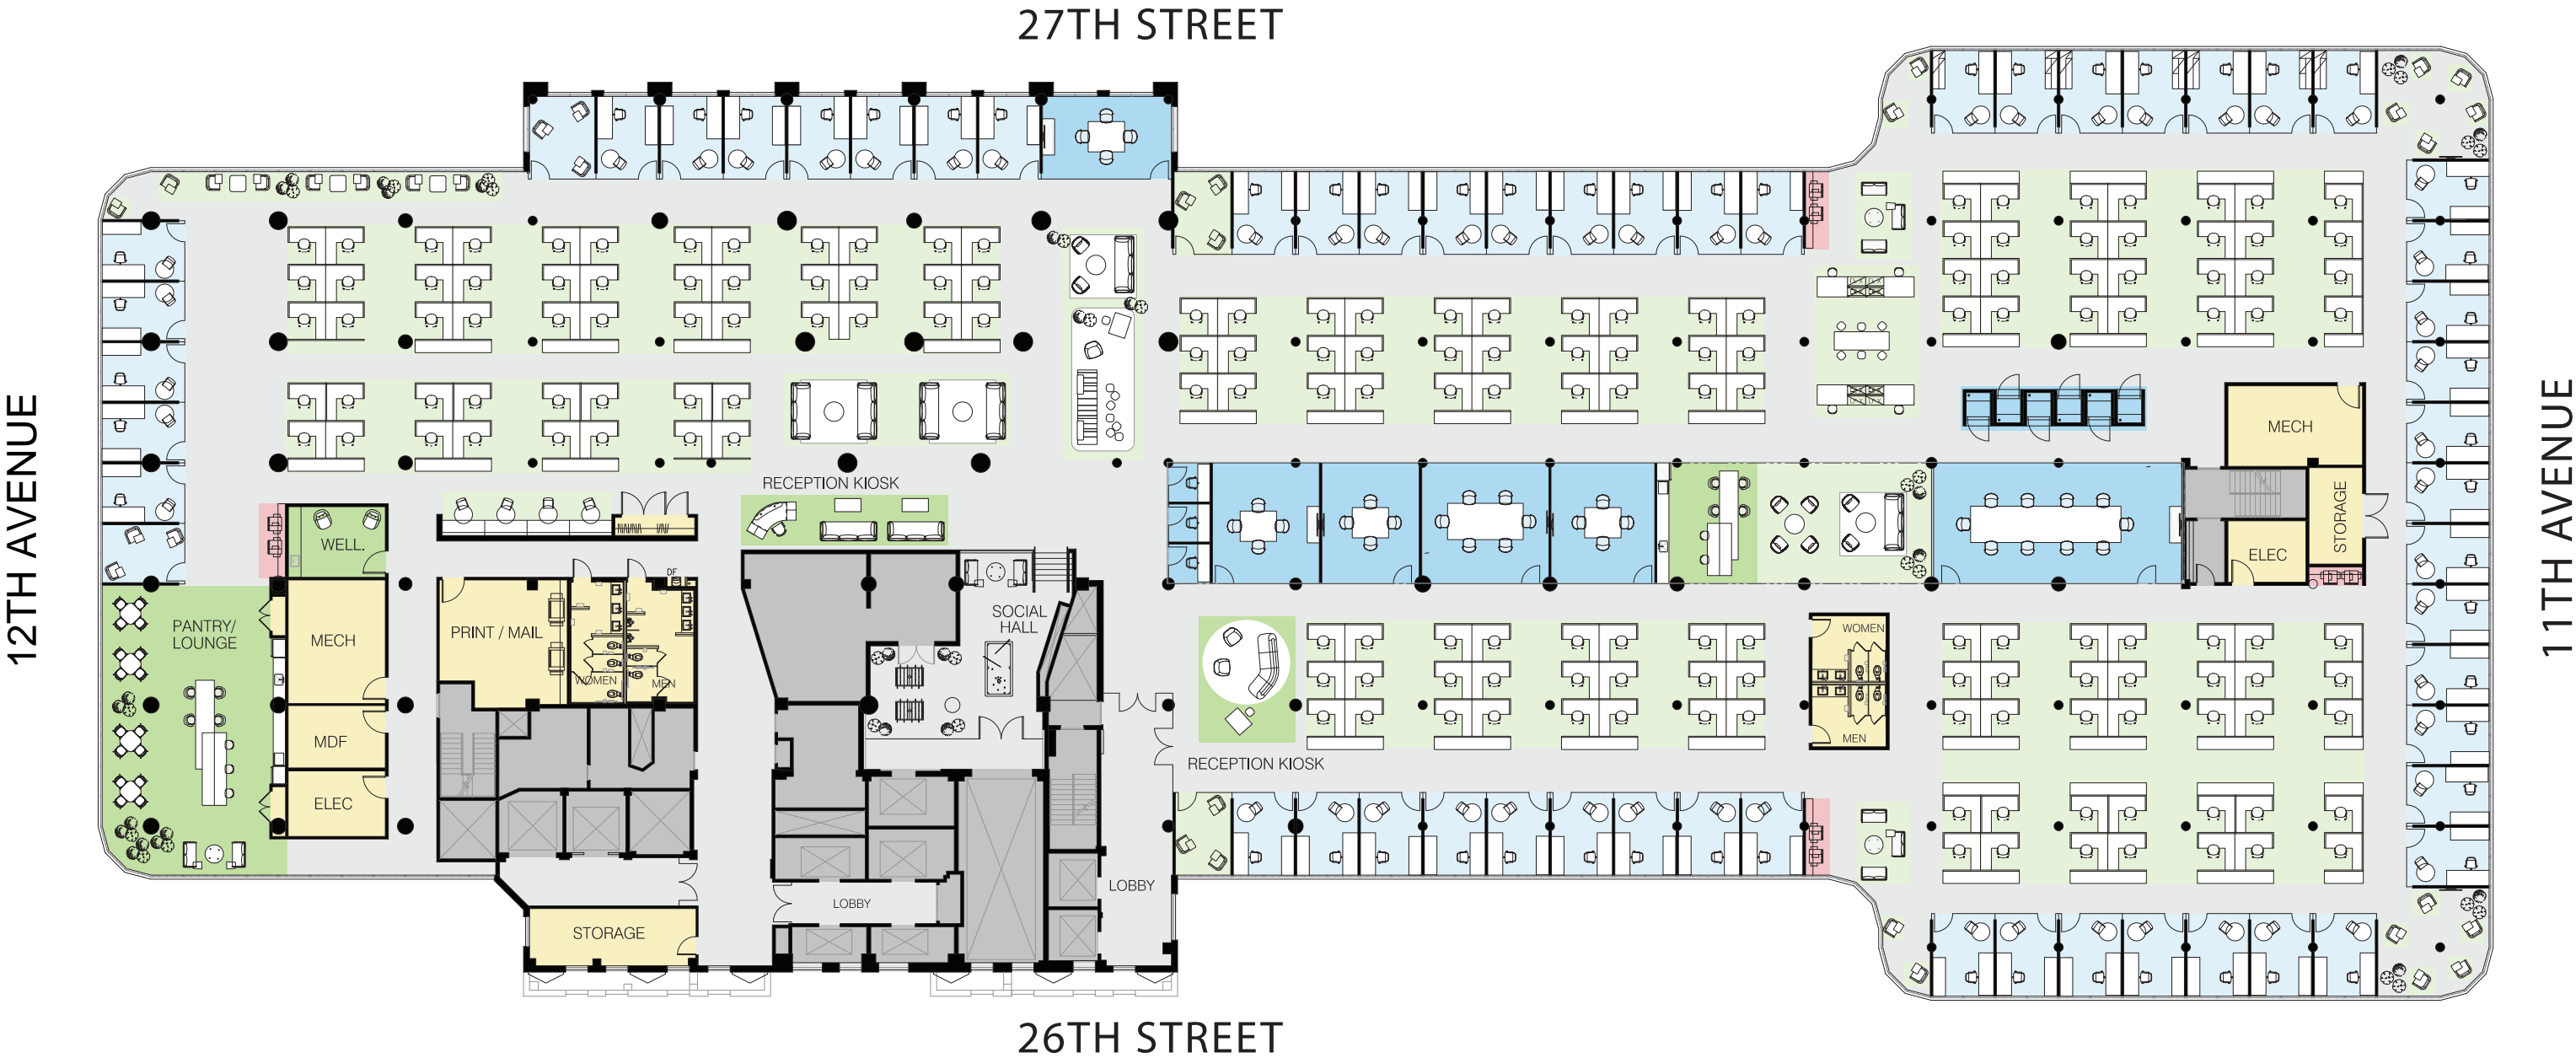 27TH STREET
12TH AVENUE
11TH AVENUE
RECEPTION KIOSK
MECH
STORAGE
ELEC
WELL.
DF
PRINT / MAIL
WOMEN
MEN
SOCIAL
HALL
PANTRY/
LOUNGE
MECH
MDF
ELEC
WOMEN
MEN
RECEPTION KIOSK
LOBBY
LOBBY
STORAGE
26TH STREET